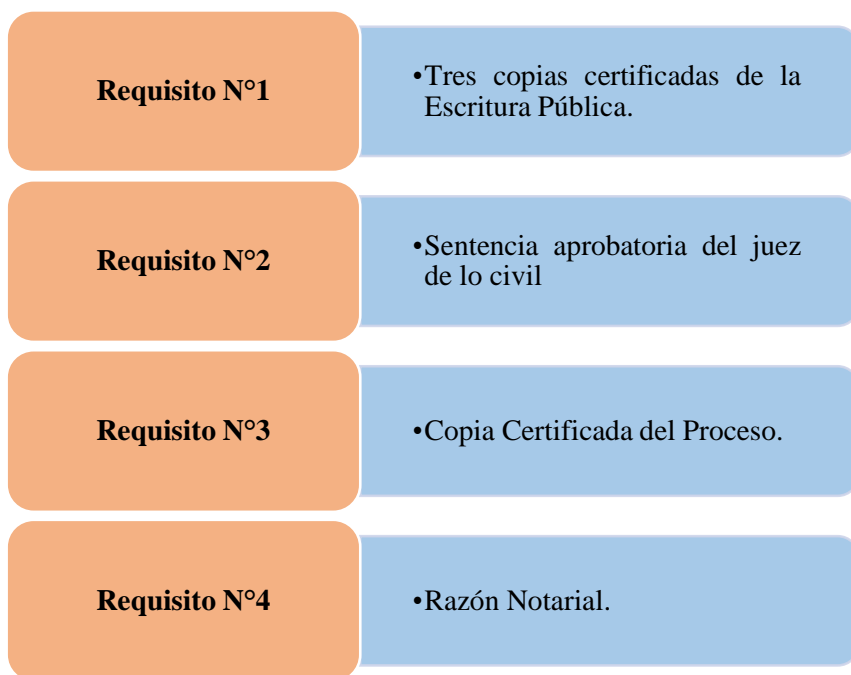 Requisito N°1
•Tres copias certificadas de la
Escritura Pública.
Requisito N°2
•Sentencia aprobatoria del juez
de lo civil
Requisito N°3
•Copia Certificada del Proceso.
Requisito N°4
•Razón Notarial.